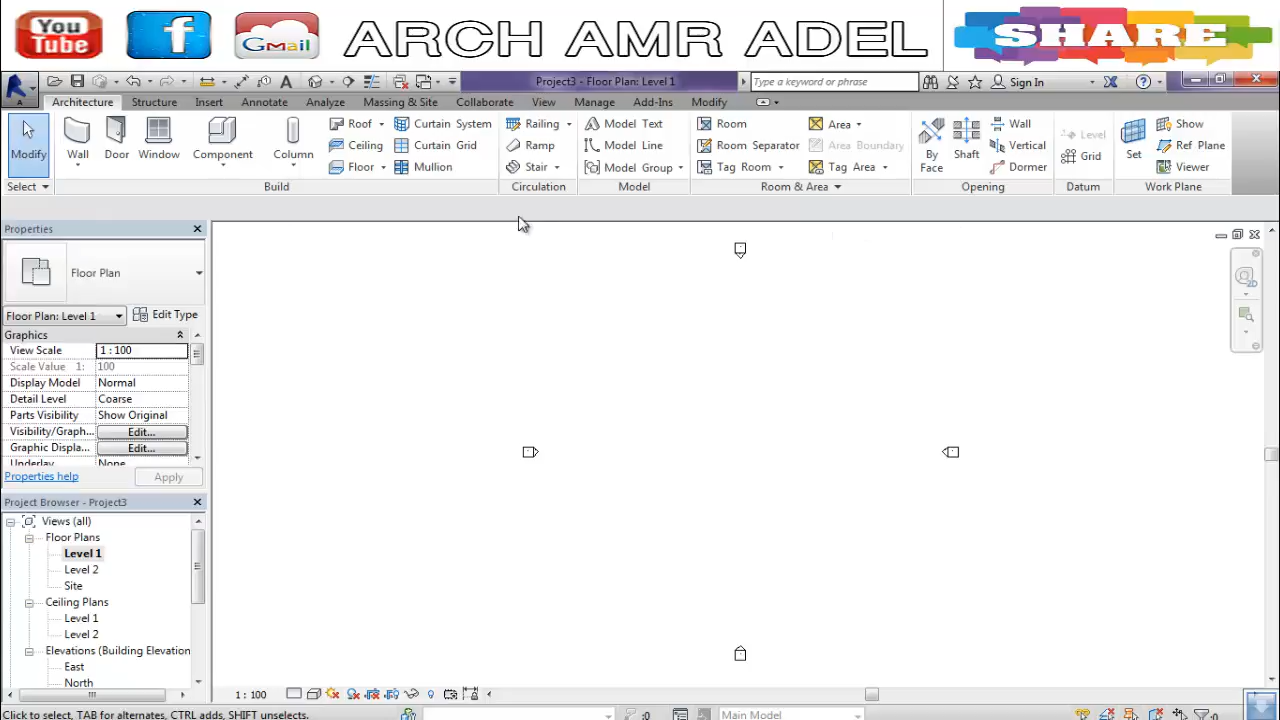 You Tube
f
Gmail
ARCH AMR ADEL
SHARE
Project3 - Floor Plan: Level 1
Type a keyword or phrase
Sign In
Architecture Structure Insert Annotate Analyze Massing & Site Collaborate View Manage Add-Ins Modify
Modify
Wall
Door
Window
Component
Column
Roof
Ceiling
Floor
Curtain System
Curtain Grid
Mullion
Railing
Ramp
Stair
Model Text
Model Line
Model Group
Room
Room Separator
Tag Room
Area
Area Boundary
Tag Area
By Face
Shaft
Wall
Vertical
Dormer
Level
Grid
Set
Show
Ref Plane
Viewer
Select
Build
Circulation
Model
Room & Area
Opening
Datum
Work Plane
Properties
Floor Plan
Floor Plan: Level 1
Edit Type
Graphics
View Scale 1 : 100
Scale Value 1: 100
Display Model Normal
Detail Level Coarse
Parts Visibility Show Original
Visibility/Graph... Edit...
Graphic Displa... Edit...
Underlay None
Properties help
Apply
Project Browser - Project3
Views (all)
Floor Plans
Level 1
Level 2
Site
Ceiling Plans
Level 1
Level 2
Elevations (Building Elevation
East
North
2D
1 : 100
Click to select, TAB for alternates, CTRL adds, SHIFT unselects.
:0
Main Model
:0